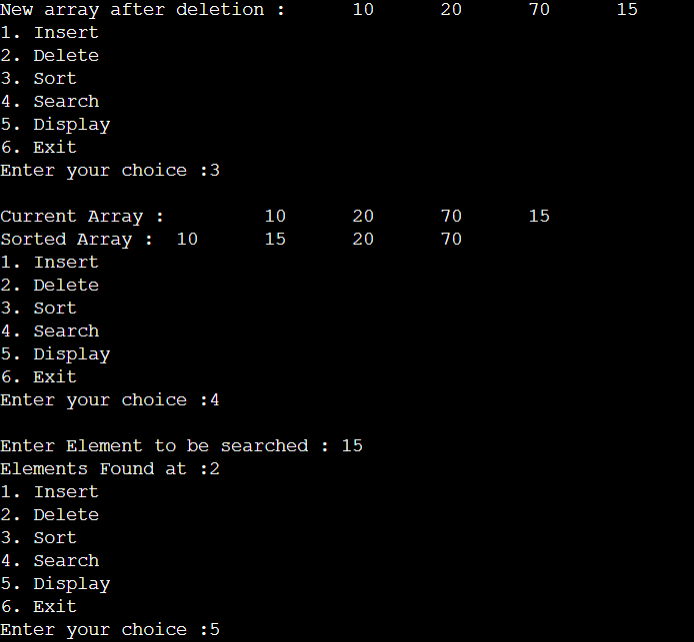 New array after deletion :      10      20      70      15
1. Insert
2. Delete
3. Sort
4. Search
5. Display
6. Exit
Enter your choice :3

Current Array :         10      20      70      15
Sorted Array :  10      15      20      70
1. Insert
2. Delete
3. Sort
4. Search
5. Display
6. Exit
Enter your choice :4

Enter Element to be searched : 15
Elements Found at :2
1. Insert
2. Delete
3. Sort
4. Search
5. Display
6. Exit
Enter your choice :5